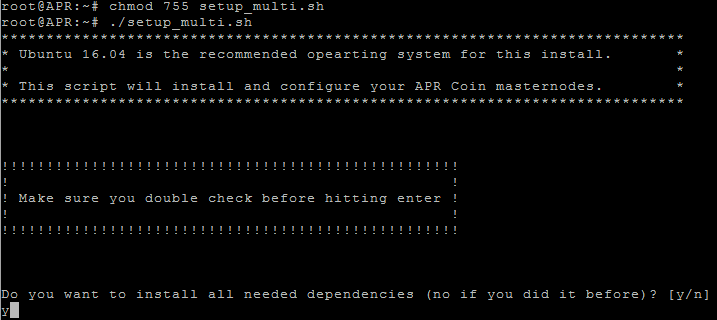 root@APR:~# chmod 755 setup_multi.sh
root@APR:~# ./setup_multi.sh
****************************************************************************
* Ubuntu 16.04 is the recommended opearting system for this install.       *
*                                                                          *
* This script will install and configure your APR Coin masternodes.        *
****************************************************************************
!!!!!!!!!!!!!!!!!!!!!!!!!!!!!!!!!!!!!!!!!!!!!!!!!!!
!                                                 !
! Make sure you double check before hitting enter !
!                                                 !
!!!!!!!!!!!!!!!!!!!!!!!!!!!!!!!!!!!!!!!!!!!!!!!!!!!
Do you want to install all needed dependencies (no if you did it before)? [y/n]
y